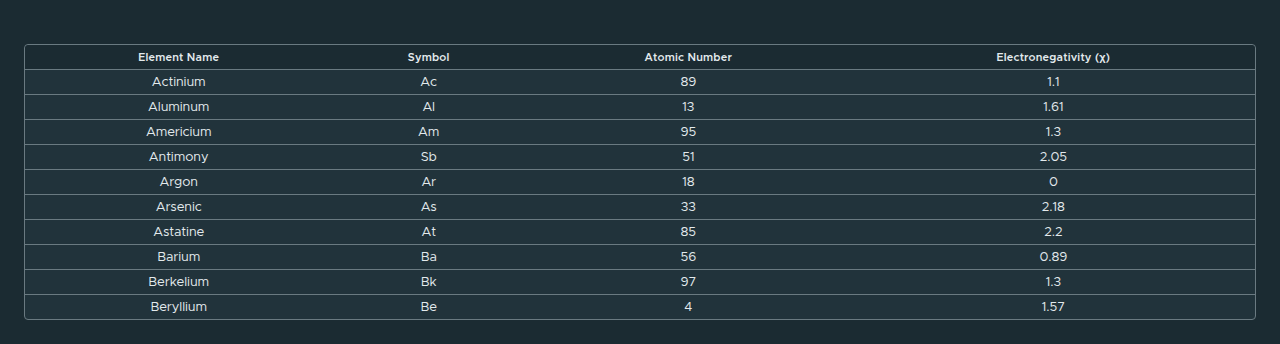 Element Name Symbol Atomic Number Electronegativity (χ)
Actinium Ac 89 1.1
Aluminum Al 13 1.61
Americium Am 95 1.3
Antimony Sb 51 2.05
Argon Ar 18 0
Arsenic As 33 2.18
Astatine At 85 2.2
Barium Ba 56 0.89
Berkelium Bk 97 1.3
Beryllium Be 4 1.57